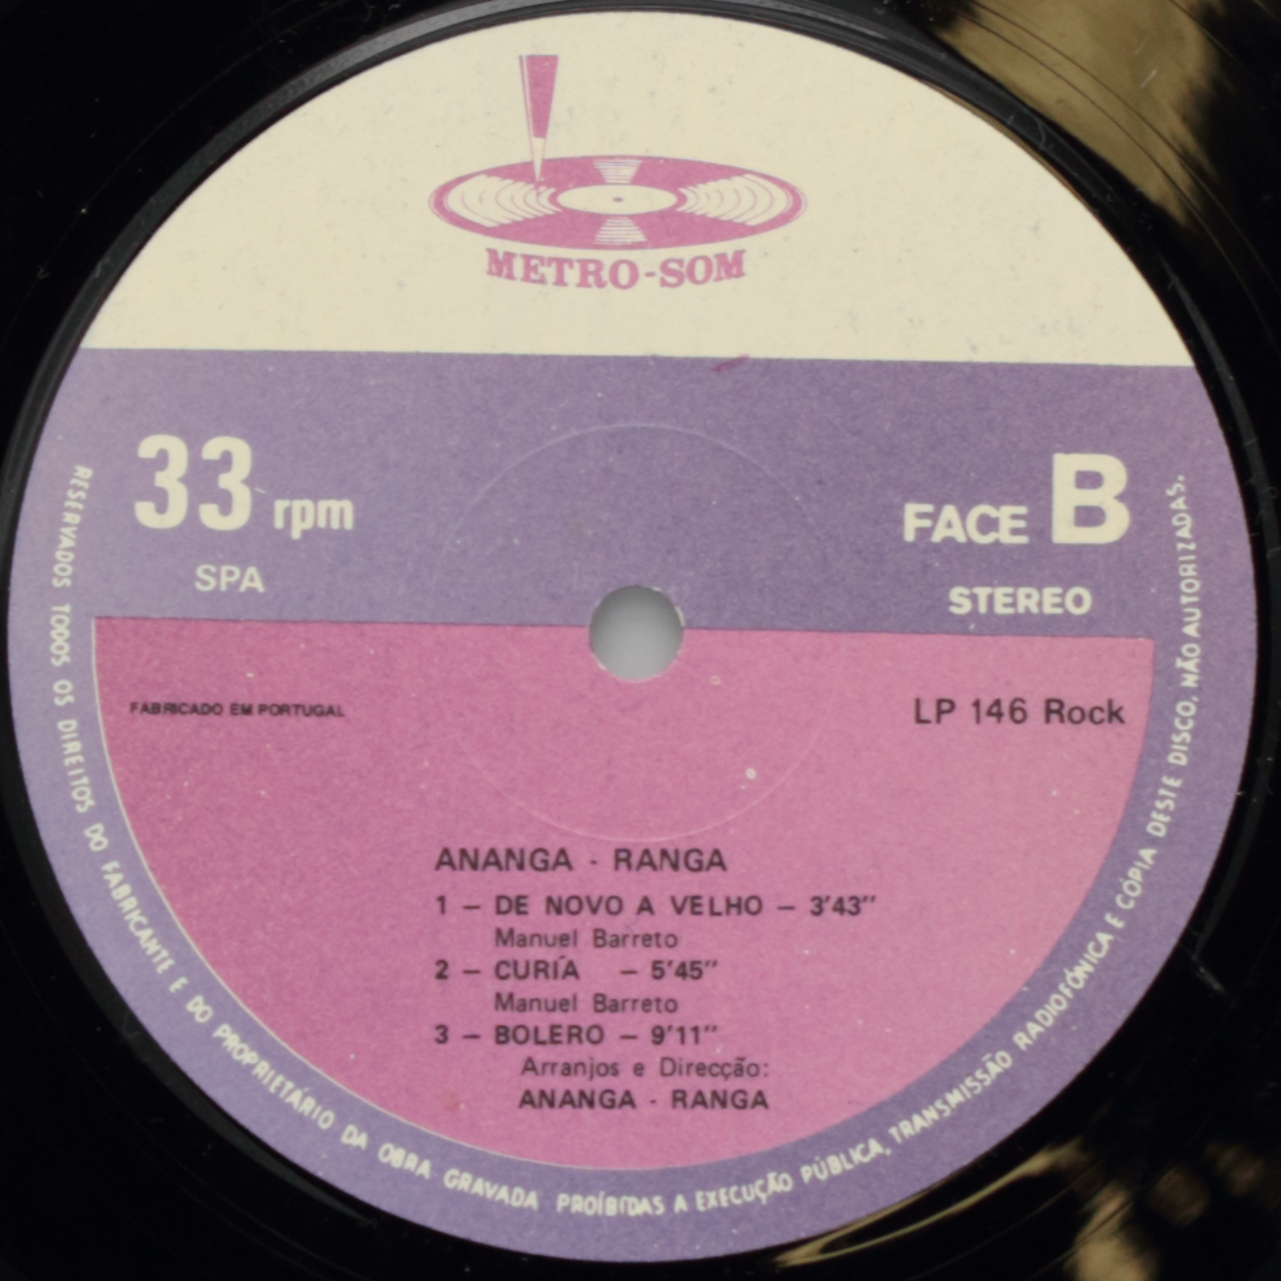 METRO-SOM
33 rpm
SPA
FACE B
STEREO
FABRICADO EM PORTUGAL
LP 146 Rock
ANANGA - RANGA
1 – DE NOVO A VELHO – 3'43"
Manuel Barreto
2 – CURÍA – 5'45"
Manuel Barreto
3 – BOLERO – 9'11"
Arranjos e Direcção:
ANANGA - RANGA
RESERVADOS TODOS OS DIREITOS DO FABRICANTE E DO PROPRIETÁRIO DA OBRA GRAVADA PROÍBIDAS A EXECUÇÃO PÚBLICA, TRANSMISSÃO RADIOFÓNICA E CÓPIA DESTE DISCO, NÃO AUTORIZADAS.